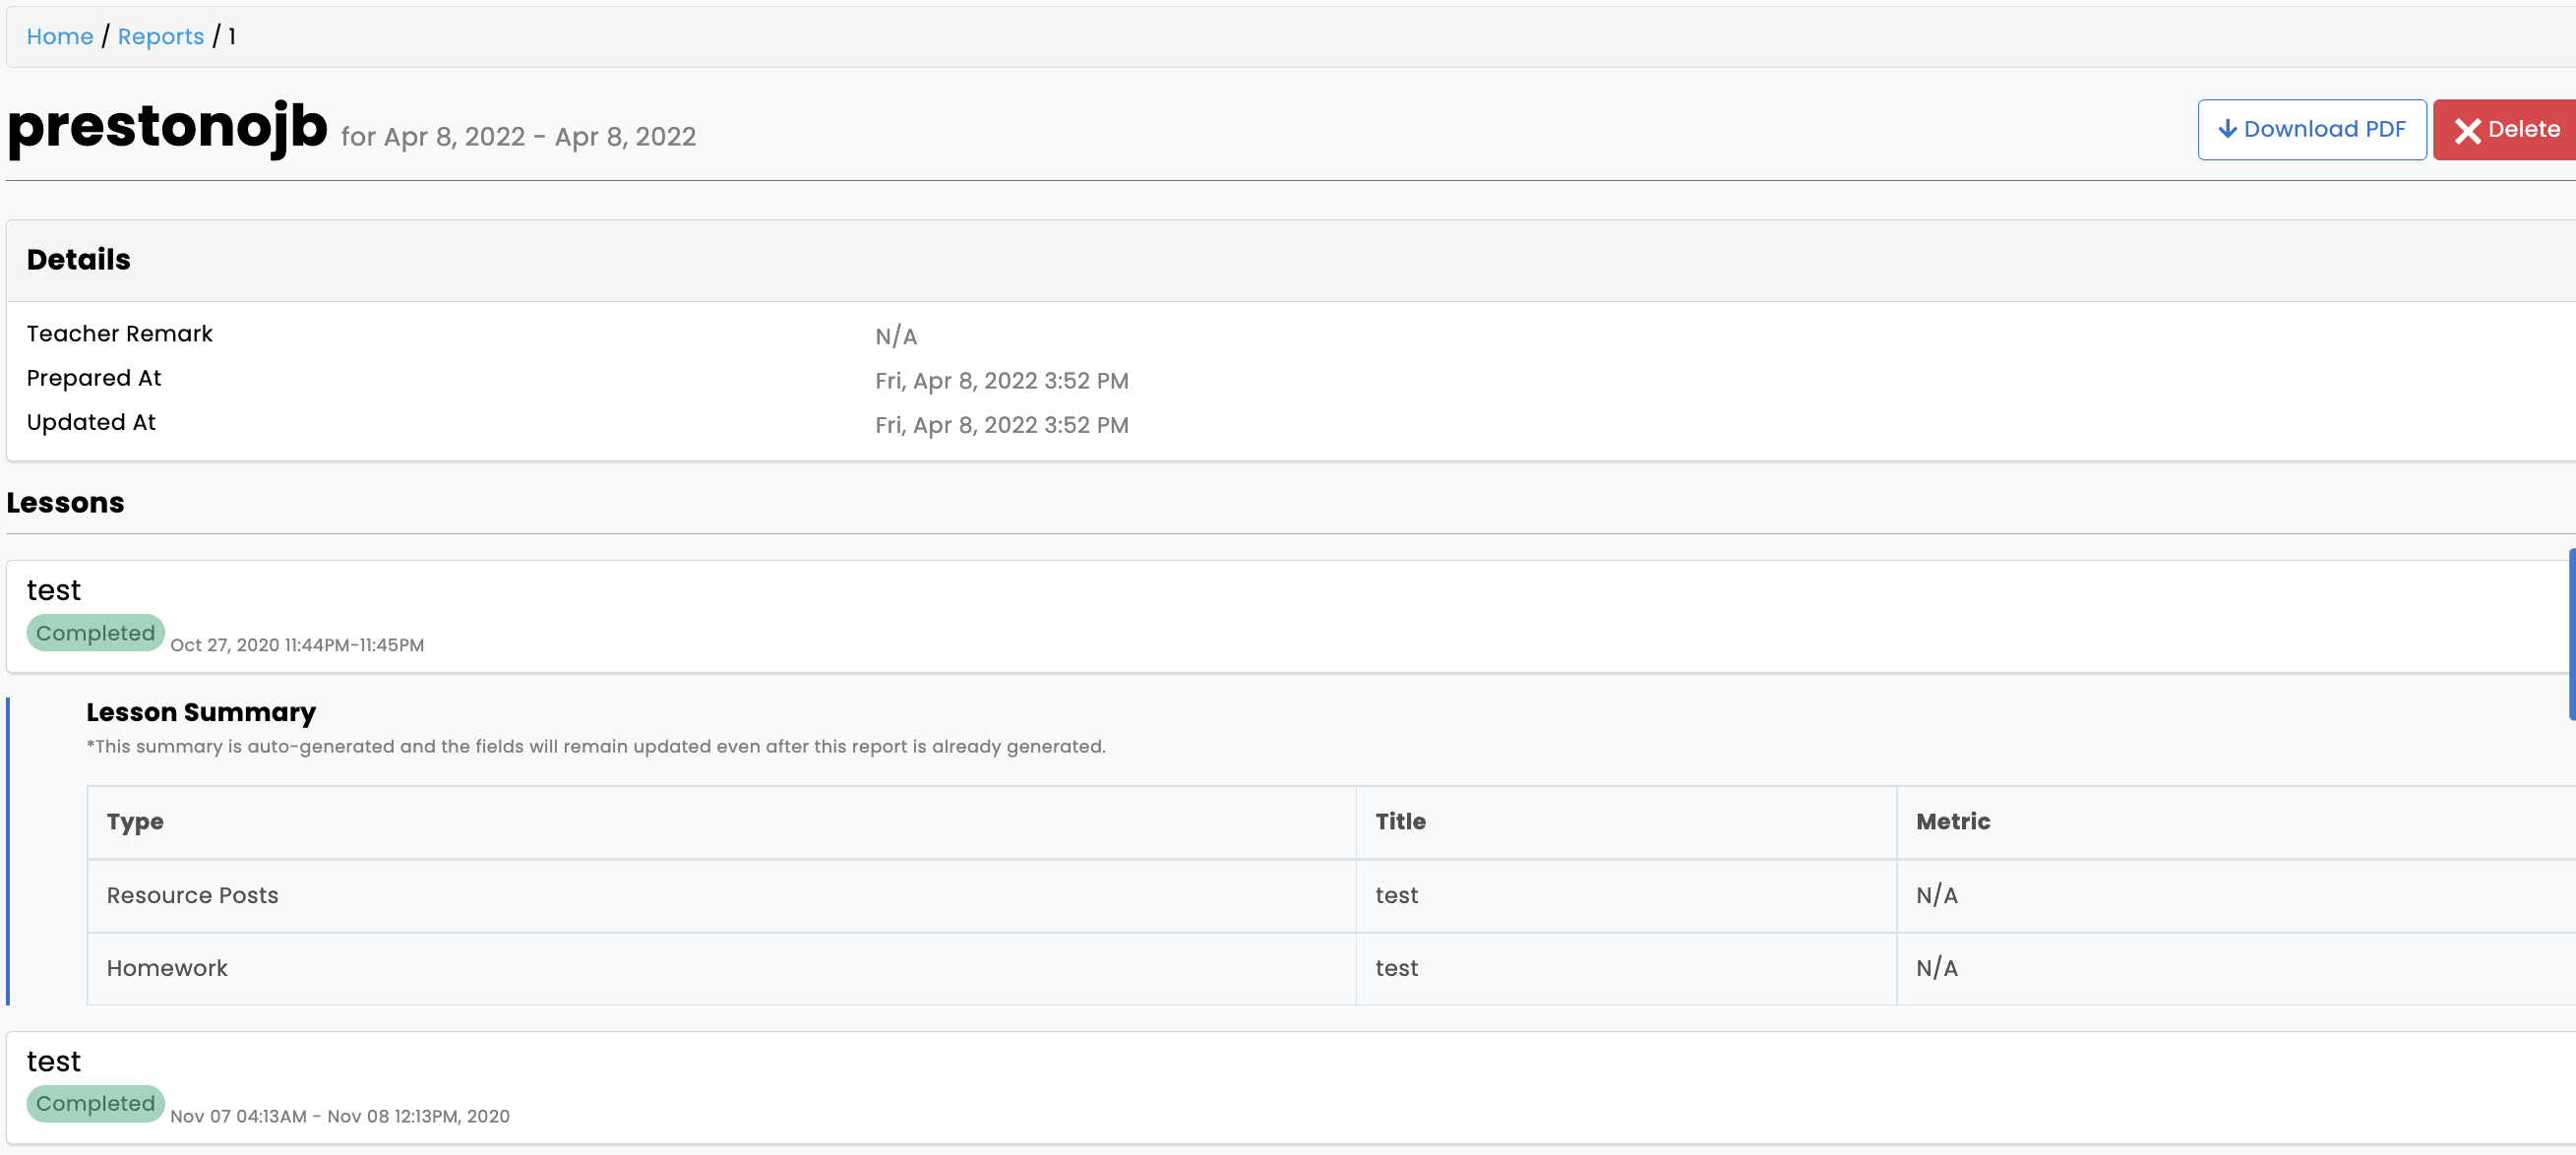 Home / Reports / 1
prestonojb for Apr 8, 2022 - Apr 8, 2022
Download PDF
Delete
Details
Teacher Remark N/A
Prepared At Fri, Apr 8, 2022 3:52 PM
Updated At Fri, Apr 8, 2022 3:52 PM
Lessons
test
Completed Oct 27, 2020 11:44PM-11:45PM
Lesson Summary
*This summary is auto-generated and the fields will remain updated even after this report is already generated.
Type Title Metric
Resource Posts test N/A
Homework test N/A
test
Completed Nov 07 04:13AM - Nov 08 12:13PM, 2020